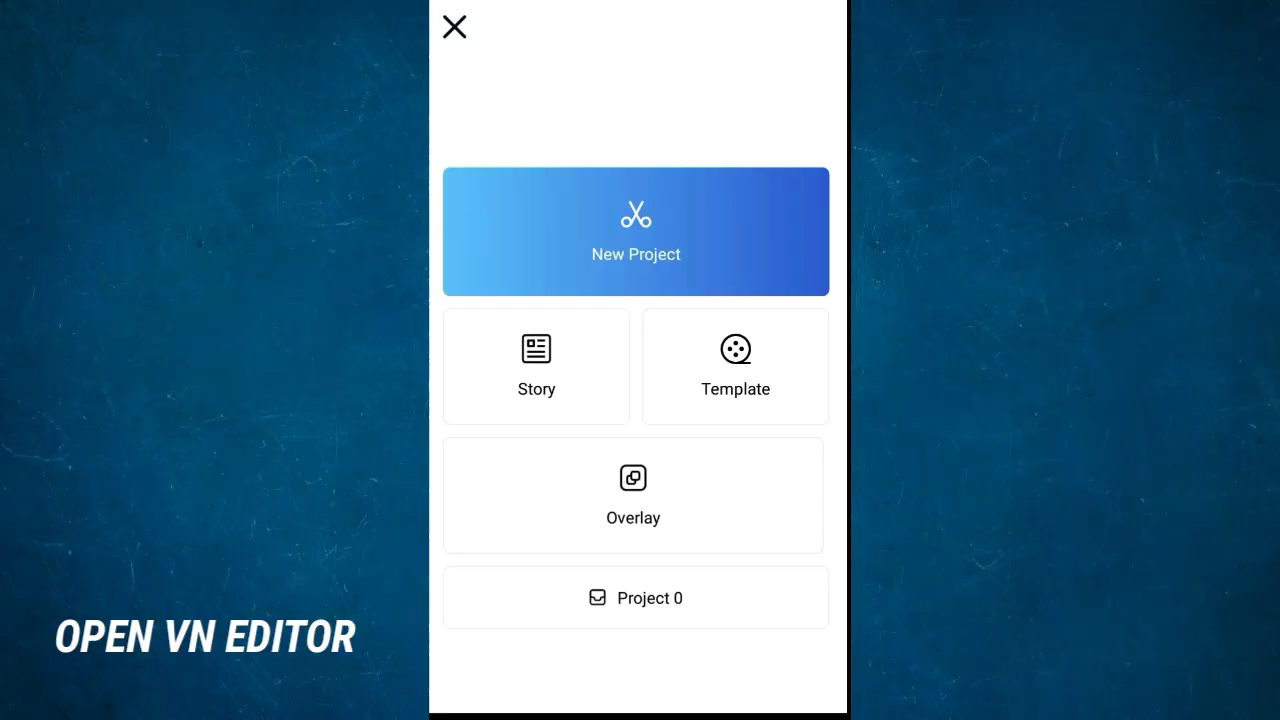 New Project
Story
Template
Overlay
Project 0
OPEN VN EDITOR